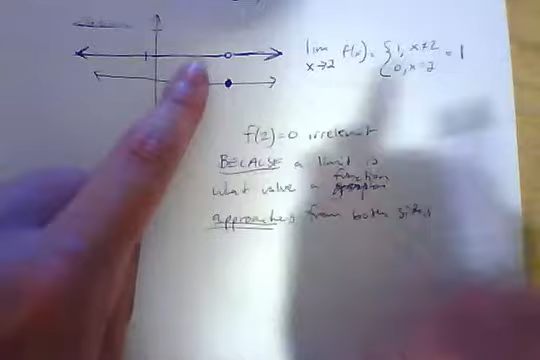 lim f(x) = { 1, x≠2 = 1
x→2 { 0, x=2
f(2)=0 irrelevant
BECAUSE a limit is
what value a function
approaches from both sides